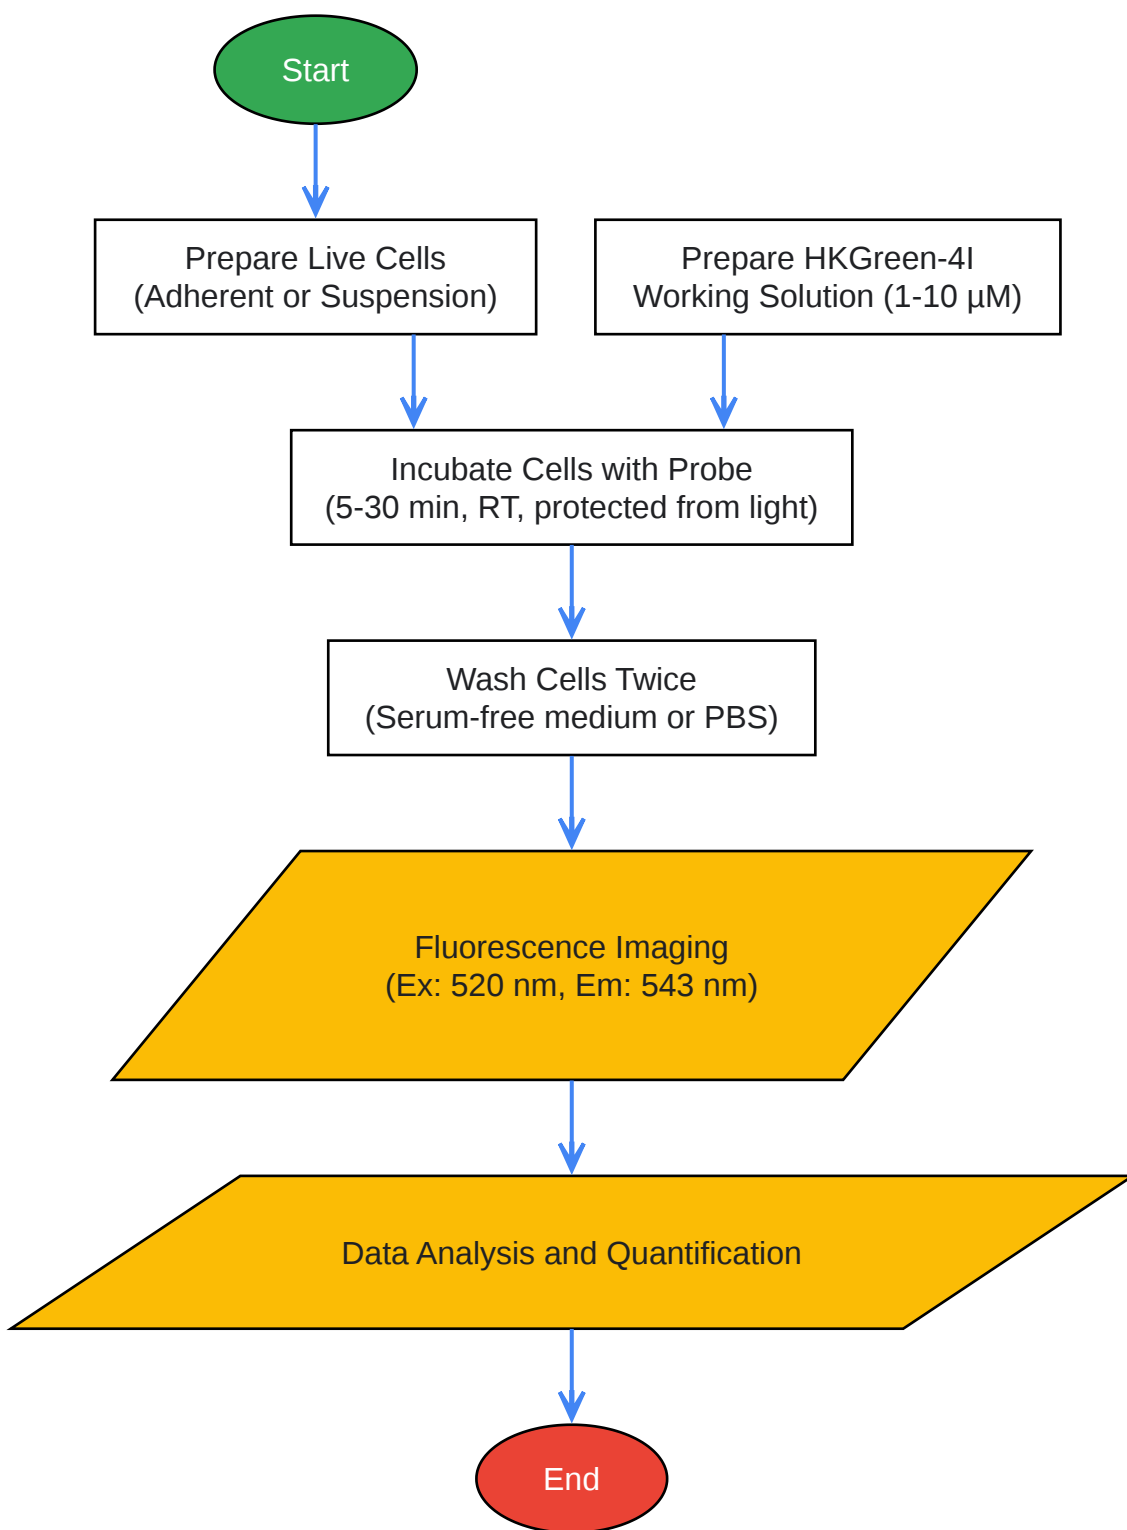 Start
Prepare Live Cells
(Adherent or Suspension)
Prepare HKGreen-4I
Working Solution (1-10 µM)
Incubate Cells with Probe
(5-30 min, RT, protected from light)
Wash Cells Twice
(Serum-free medium or PBS)
Fluorescence Imaging
(Ex: 520 nm, Em: 543 nm)
Data Analysis and Quantification
End